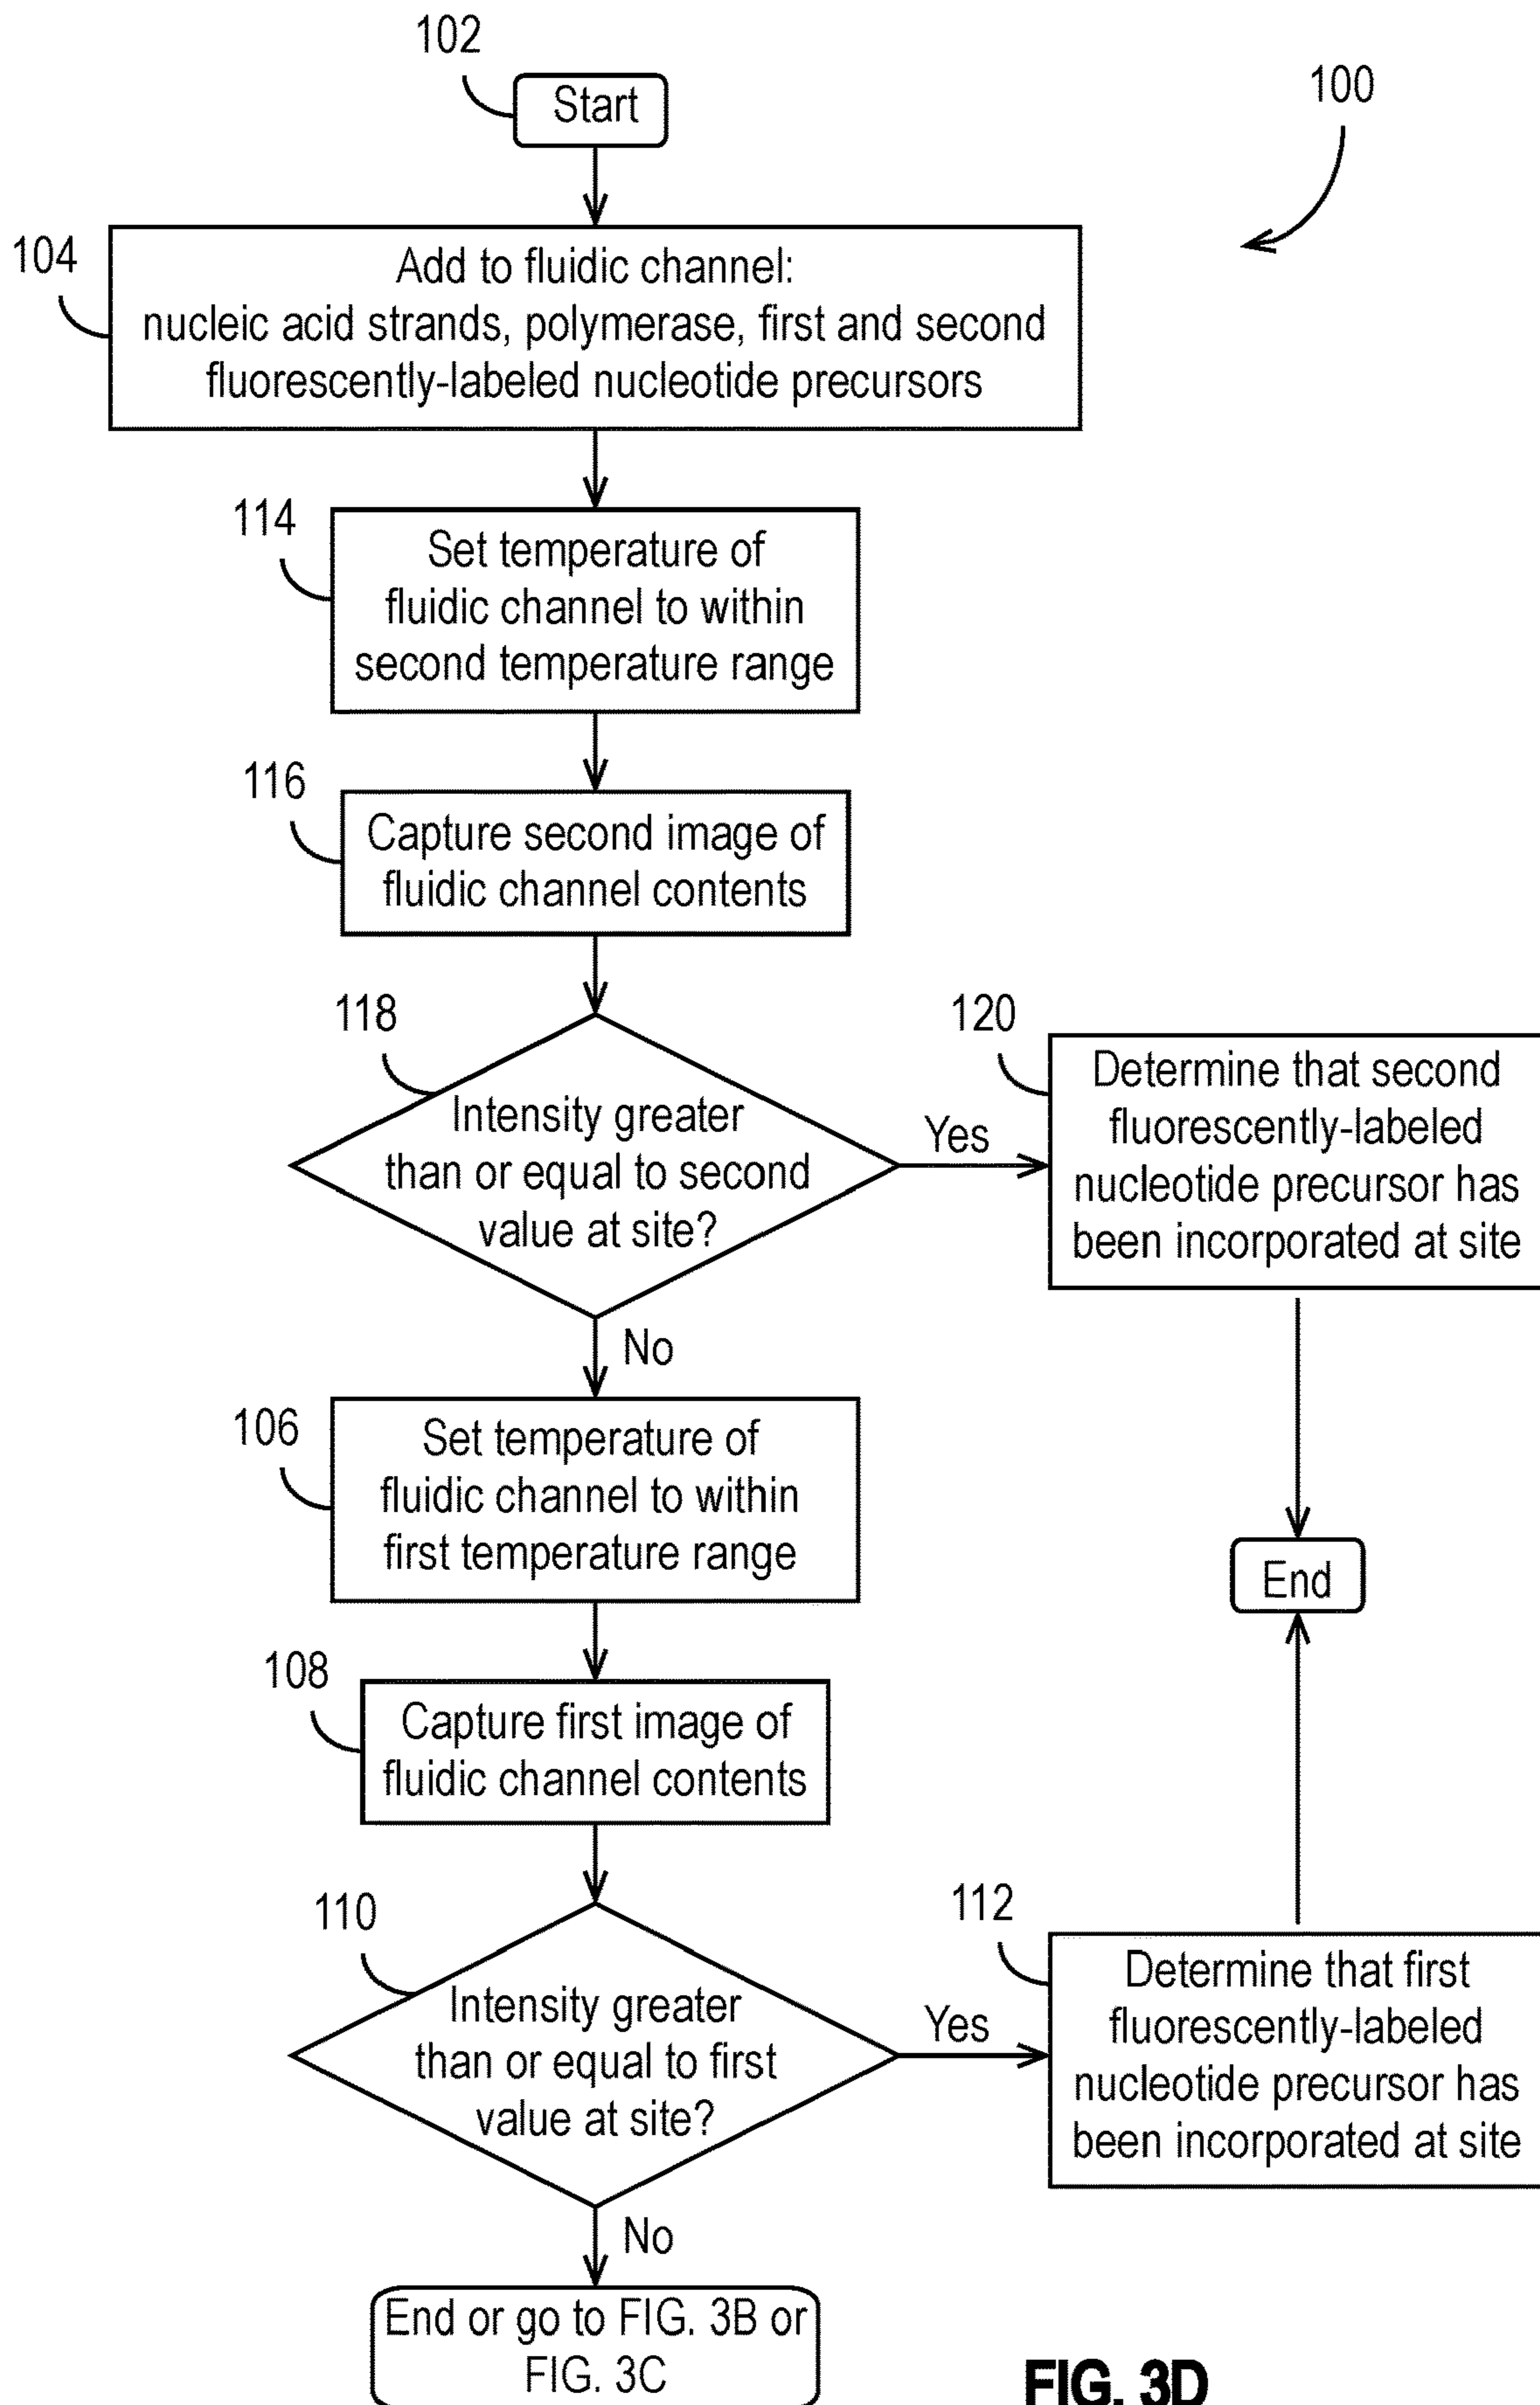 102
Start
100
104
Add to fluidic channel:
nucleic acid strands, polymerase, first and second
fluorescently-labeled nucleotide precursors
114
Set temperature of
fluidic channel to within
second temperature range
116
Capture second image of
fluidic channel contents
118
Intensity greater
than or equal to second
value at site?
Yes
120
Determine that second
fluorescently-labeled
nucleotide precursor has
been incorporated at site
No
106
Set temperature of
fluidic channel to within
first temperature range
End
108
Capture first image of
fluidic channel contents
110
Intensity greater
than or equal to first
value at site?
Yes
112
Determine that first
fluorescently-labeled
nucleotide precursor has
been incorporated at site
No
End or go to FIG. 3B or
FIG. 3C
FIG. 3D